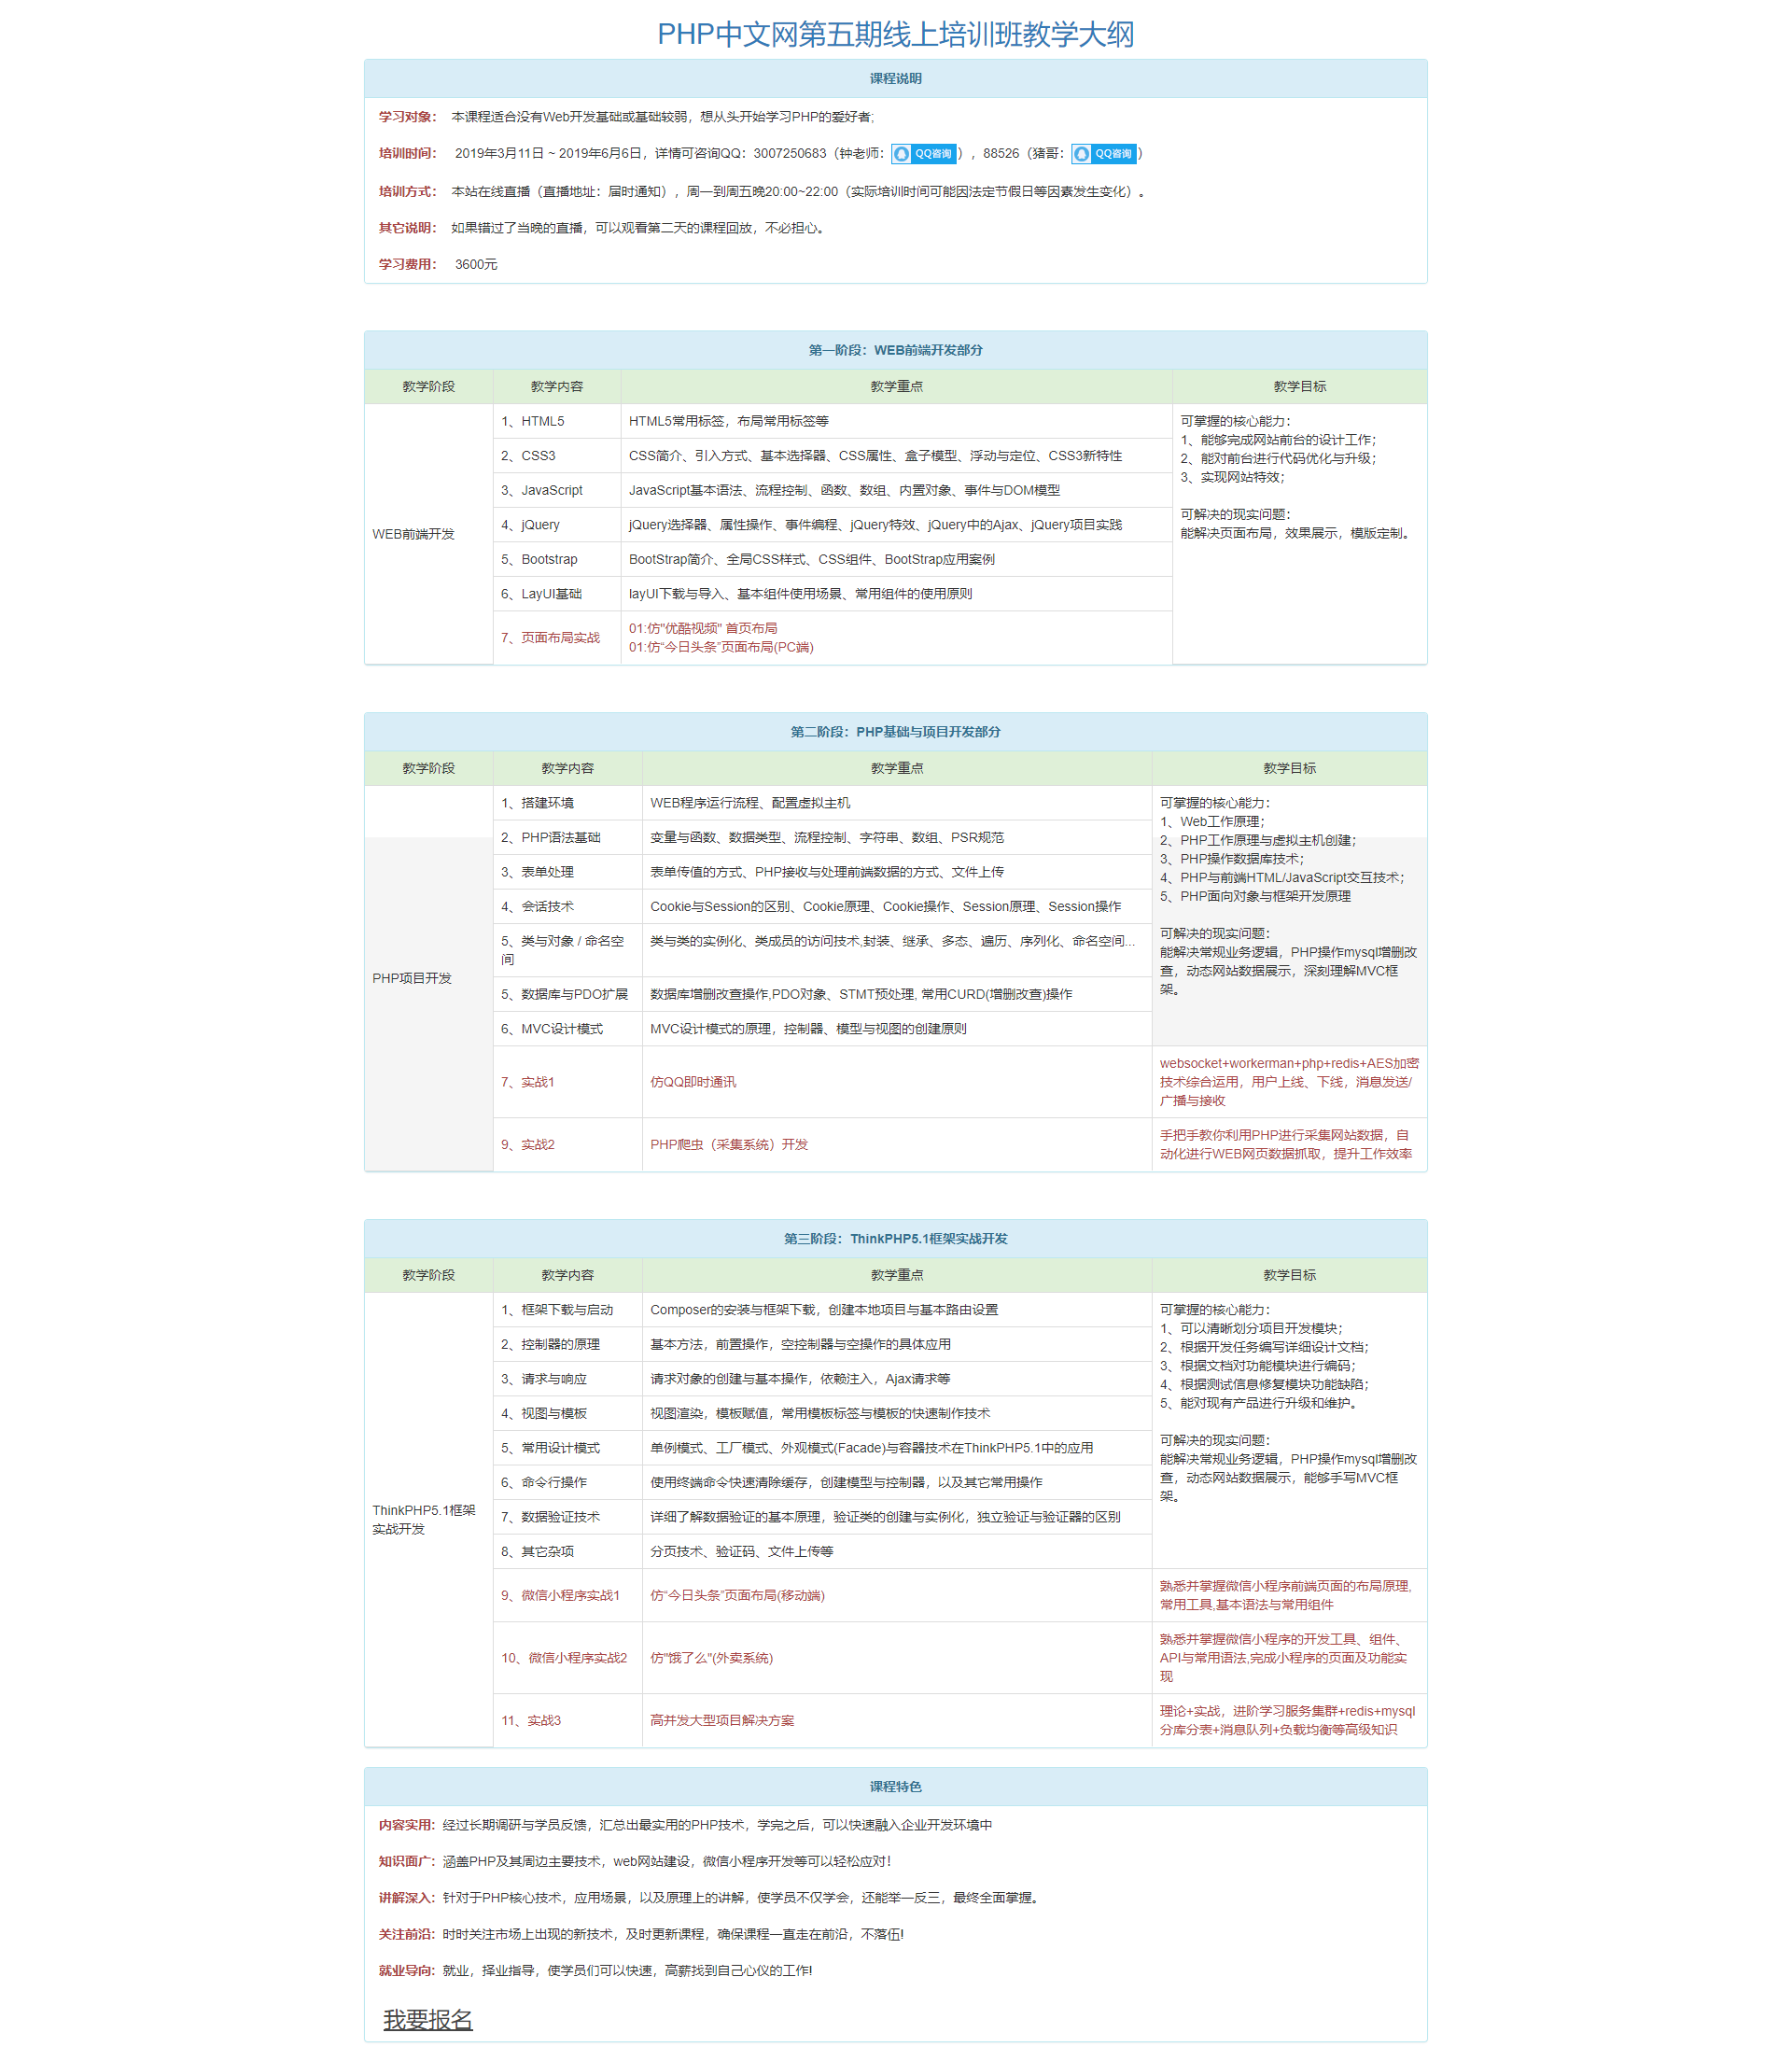 PHP中文网第五期线上培训班教学大纲
课程说明
学习对象： 本课程适合没有Web开发基础或基础较弱，想从头开始学习PHP的爱好者;
培训时间： 2019年3月11日 ~ 2019年6月6日，详情可咨询QQ：3007250683（钟老师：QQ咨询），88526（猪哥：QQ咨询）
培训方式： 本站在线直播（直播地址：届时通知），周一到周五晚20:00~22:00（实际培训时间可能因法定节假日等因素发生变化）。
其它说明： 如果错过了当晚的直播，可以观看第二天的课程回放，不必担心。
学习费用： 3600元
第一阶段：WEB前端开发部分
教学阶段 教学内容 教学重点 教学目标
WEB前端开发
1、HTML5 HTML5常用标签，布局常用标签等
2、CSS3 CSS简介、引入方式、基本选择器、CSS属性、盒子模型、浮动与定位、CSS3新特性
3、JavaScript JavaScript基本语法、流程控制、函数、数组、内置对象、事件与DOM模型
4、jQuery jQuery选择器、属性操作、事件编程、jQuery特效、jQuery中的Ajax、jQuery项目实践
5、Bootstrap BootStrap简介、全局CSS样式、CSS组件、BootStrap应用案例
6、LayUI基础 layUI下载与导入、基本组件使用场景、常用组件的使用原则
7、页面布局实战 01:仿"优酷视频" 首页布局
01:仿“今日头条”页面布局(PC端)
可掌握的核心能力：
1、能够完成网站前台的设计工作；
2、能对前台进行代码优化与升级；
3、实现网站特效；
可解决的现实问题：
能解决页面布局，效果展示，模版定制。
第二阶段：PHP基础与项目开发部分
教学阶段 教学内容 教学重点 教学目标
PHP项目开发
1、搭建环境 WEB程序运行流程、配置虚拟主机
2、PHP语法基础 变量与函数、数据类型、流程控制、字符串、数组、PSR规范
3、表单处理 表单传值的方式、PHP接收与处理前端数据的方式、文件上传
4、会话技术 Cookie与Session的区别、Cookie原理、Cookie操作、Session原理、Session操作
5、类与对象 / 命名空 类与类的实例化、类成员的访问技术,封装、继承、多态、遍历、序列化、命名空间...
间
5、数据库与PDO扩展 数据库增删改查操作,PDO对象、STMT预处理, 常用CURD(增删改查)操作
6、MVC设计模式 MVC设计模式的原理，控制器、模型与视图的创建原则
可掌握的核心能力：
1、Web工作原理；
2、PHP工作原理与虚拟主机创建；
3、PHP操作数据库技术；
4、PHP与前端HTML/JavaScript交互技术；
5、PHP面向对象与框架开发原理
可解决的现实问题：
能解决常规业务逻辑，PHP操作mysql增删改
查，动态网站数据展示，深刻理解MVC框
架。
7、实战1 仿QQ即时通讯
websocket+workerman+php+redis+AES加密
技术综合运用，用户上线、下线，消息发送/
广播与接收
9、实战2 PHP爬虫（采集系统）开发
手把手教你利用PHP进行采集网站数据，自
动化进行WEB网页数据抓取，提升工作效率
第三阶段：ThinkPHP5.1框架实战开发
教学阶段 教学内容 教学重点 教学目标
ThinkPHP5.1框架
实战开发
1、框架下载与启动 Composer的安装与框架下载，创建本地项目与基本路由设置
2、控制器的原理 基本方法，前置操作，空控制器与空操作的具体应用
3、请求与响应 请求对象的创建与基本操作，依赖注入，Ajax请求等
4、视图与模板 视图渲染，模板赋值，常用模板标签与模板的快速制作技术
5、常用设计模式 单例模式、工厂模式、外观模式(Facade)与容器技术在ThinkPHP5.1中的应用
6、命令行操作 使用终端命令快速清除缓存，创建模型与控制器，以及其它常用操作
7、数据验证技术 详细了解数据验证的基本原理，验证类的创建与实例化，独立验证与验证器的区别
8、其它杂项 分页技术、验证码、文件上传等
可掌握的核心能力：
1、可以清晰划分项目开发模块；
2、根据开发任务编写详细设计文档；
3、根据文档对功能模块进行编码；
4、根据测试信息修复模块功能缺陷；
5、能对现有产品进行升级和维护。
可解决的现实问题：
能解决常规业务逻辑，PHP操作mysql增删改
查，动态网站数据展示，能够手写MVC框
架。
9、微信小程序实战1 仿“今日头条”页面布局(移动端)
熟悉并掌握微信小程序前端页面的布局原理,
常用工具,基本语法与常用组件
10、微信小程序实战2 仿"饿了么"(外卖系统)
熟悉并掌握微信小程序的开发工具、组件、
API与常用语法,完成小程序的页面及功能实
现
11、实战3 高并发大型项目解决方案
理论+实战，进阶学习服务集群+redis+mysql
分库分表+消息队列+负载均衡等高级知识
课程特色
内容实用：经过长期调研与学员反馈，汇总出最实用的PHP技术，学完之后，可以快速融入企业开发环境中
知识面广：涵盖PHP及其周边主要技术，web网站建设，微信小程序开发等可以轻松应对！
讲解深入：针对于PHP核心技术，应用场景，以及原理上的讲解，使学员不仅学会，还能举一反三，最终全面掌握。
关注前沿：时时关注市场上出现的新技术，及时更新课程，确保课程一直走在前沿，不落伍!
就业导向：就业，择业指导，使学员们可以快速，高薪找到自己心仪的工作!
我要报名